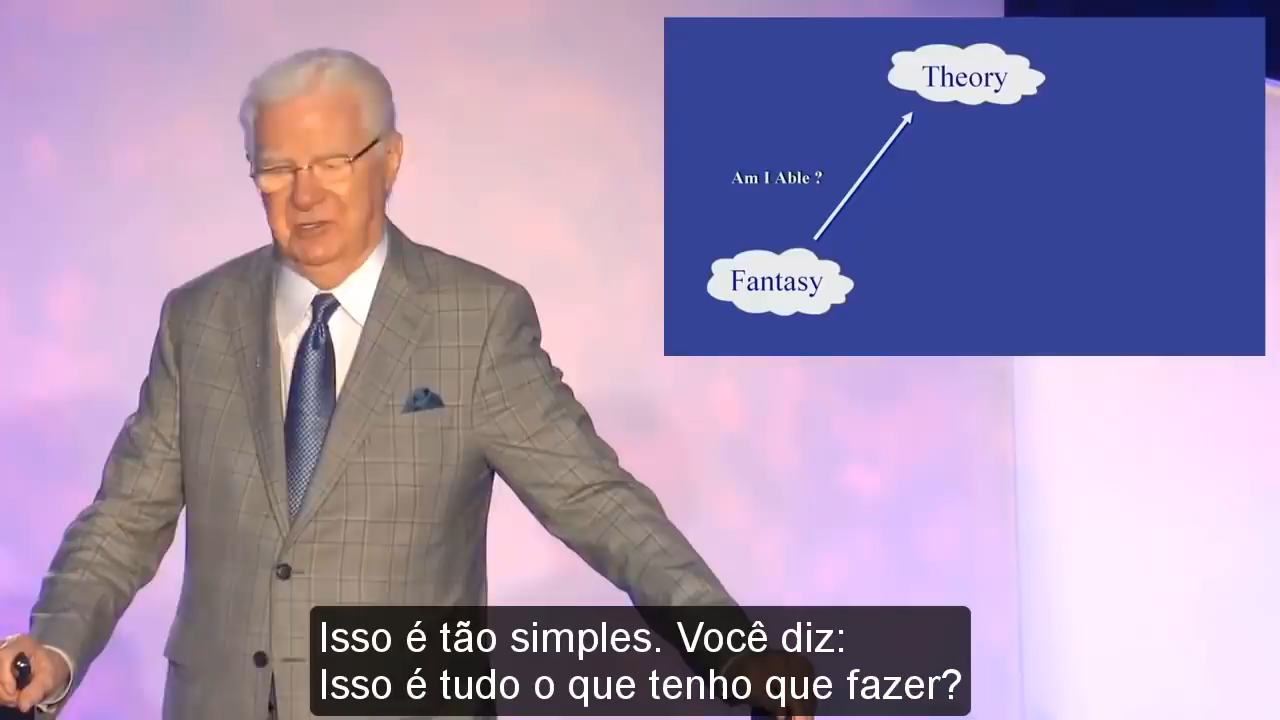 Theory
Am I Able ?
Fantasy
Isso é tão simples. Você diz:
Isso é tudo o que tenho que fazer?